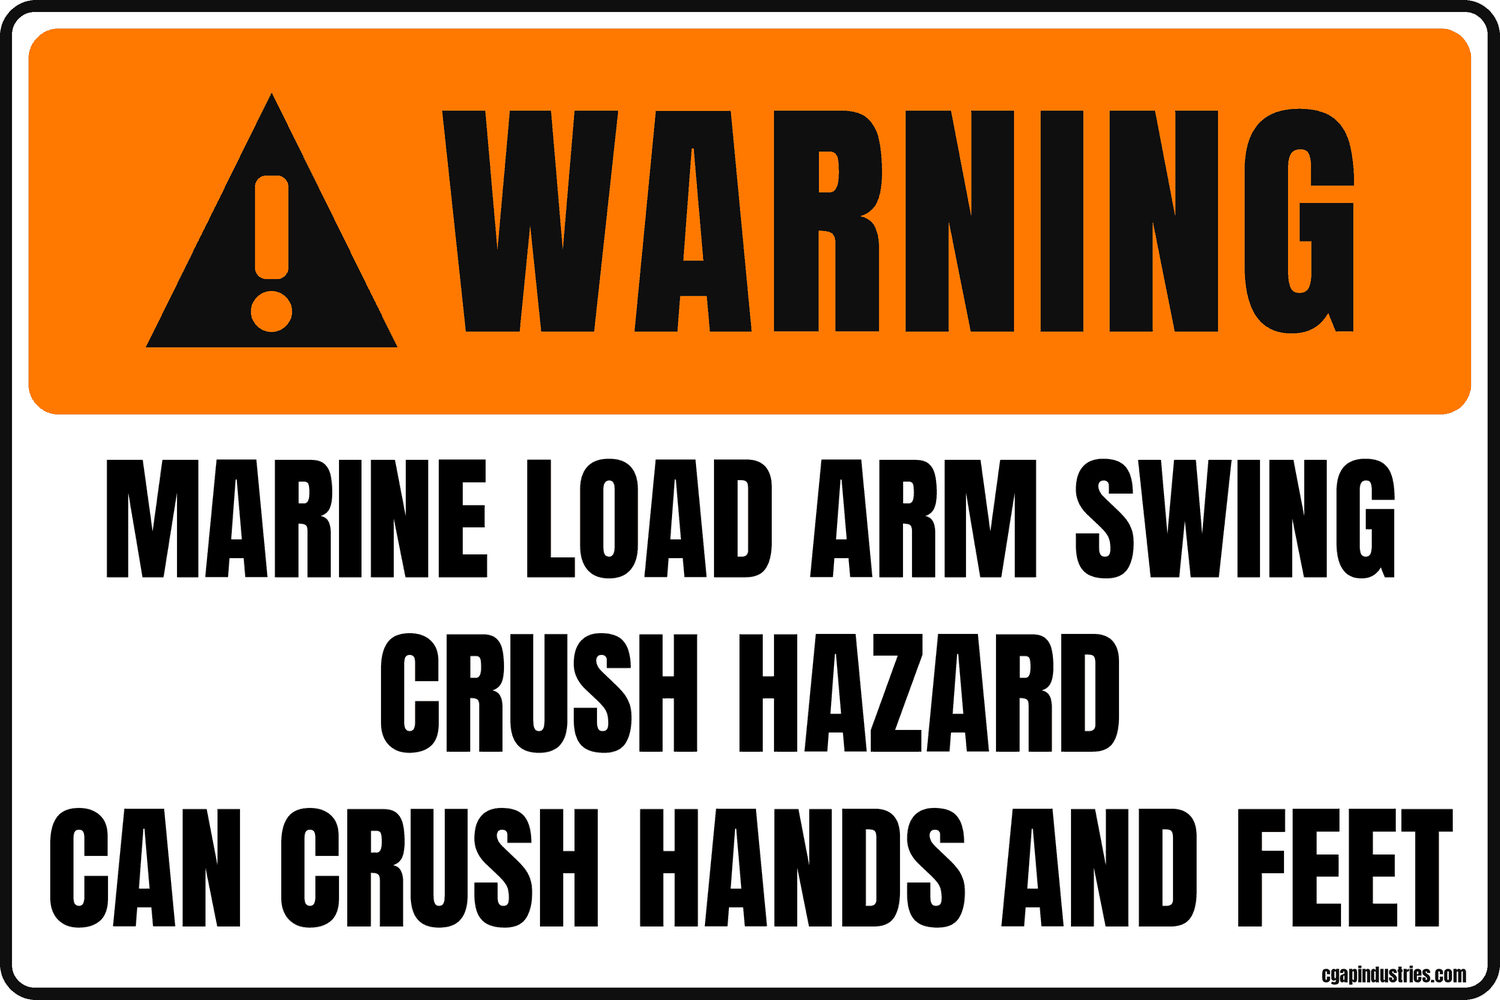 WARNING
MARINE LOAD ARM SWING
CRUSH HAZARD
CAN CRUSH HANDS AND FEET
cgapindustries.com